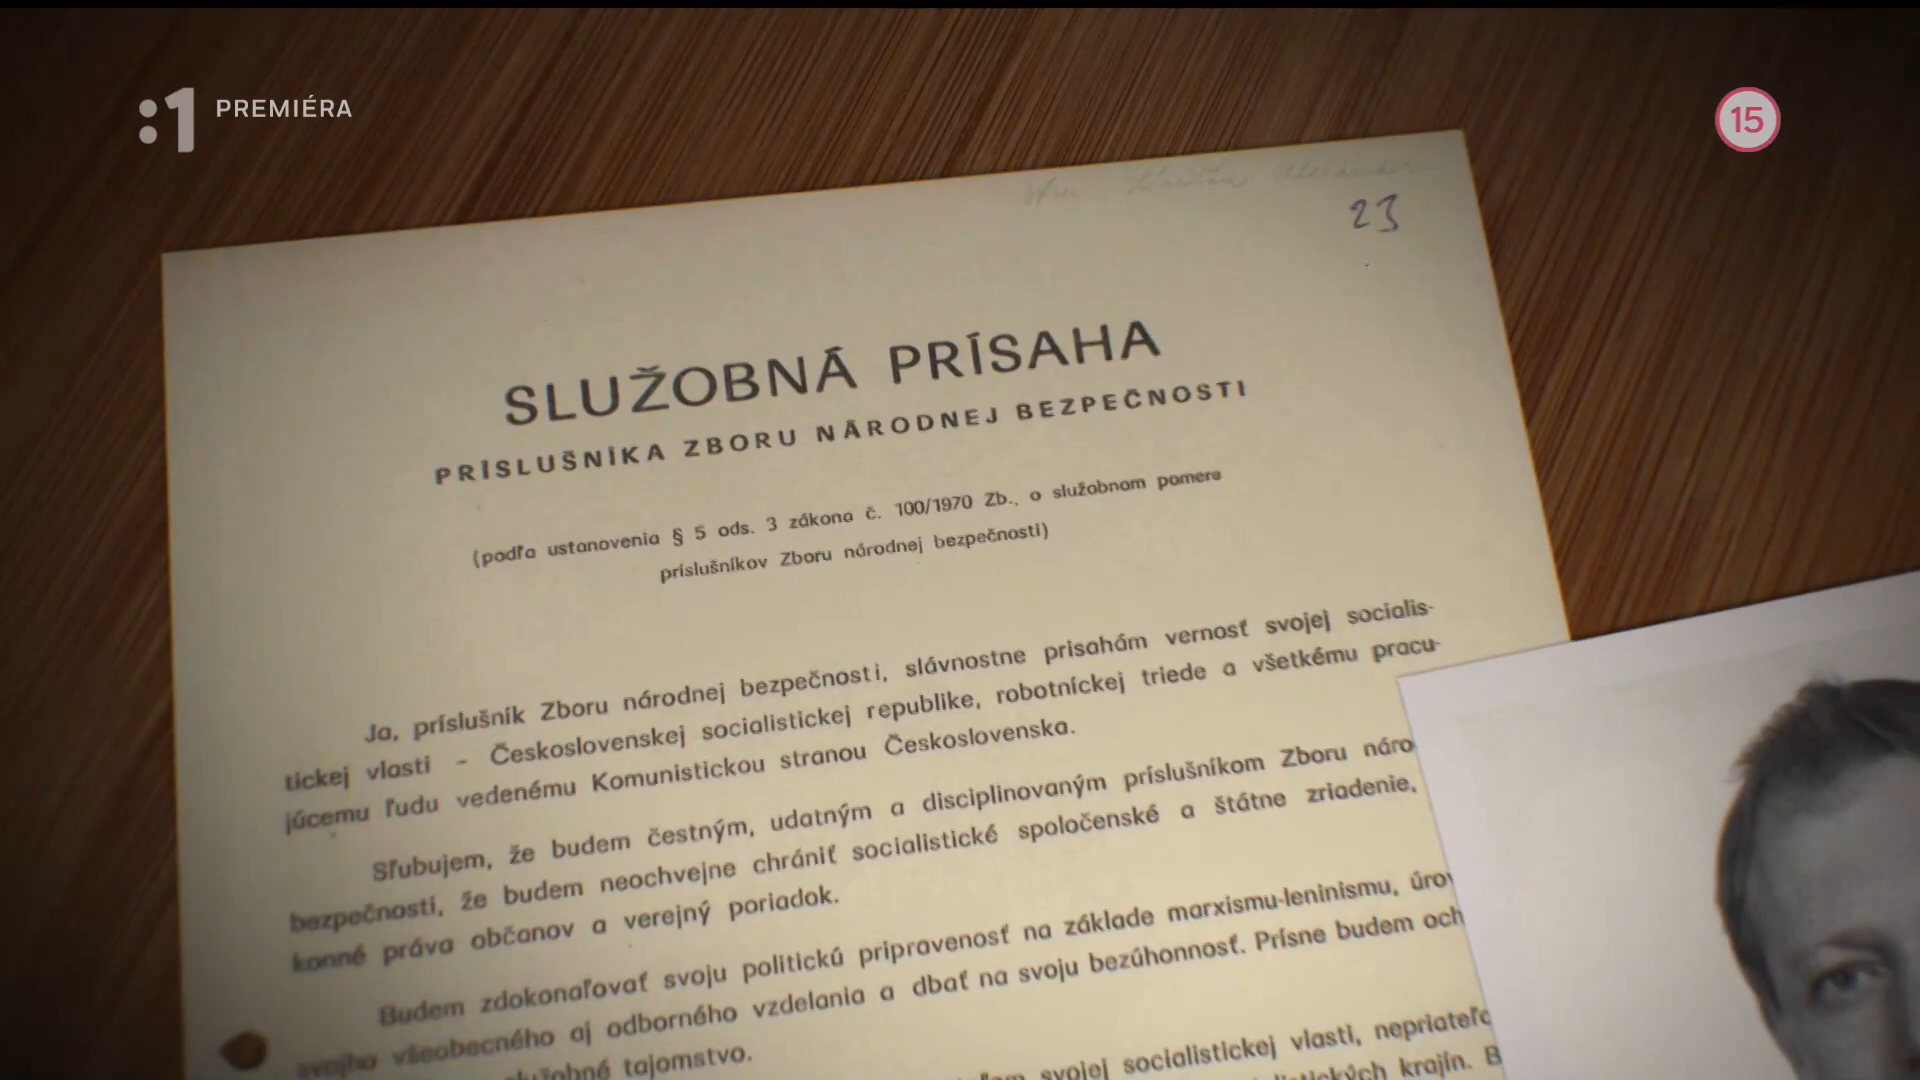 :1 PREMIÉRA
15
23
SLUŽOBNÁ PRÍSAHA
PRÍSLUŠNÍKA ZBORU NÁRODNEJ BEZPEČNOSTI
(podľa ustanovenia § 5 ods. 3 zákona č. 100/1970 Zb., o služobnom pomere
príslušníkov Zboru národnej bezpečnosti)
Ja, príslušník Zboru národnej bezpečnosti, slávnostne prisahám vernosť svojej socialis-
tickej vlasti – Československej socialistickej republike, robotníckej triede a všetkému pracu-
júcemu ľudu vedenému Komunistickou stranou Československa.
Sľubujem, že budem čestným, udatným a disciplinovaným príslušníkom Zboru náro
bezpečnosti, že budem neochvejne chrániť socialistické spoločenské a štátne zriadenie,
konné práva občanov a verejný poriadok.
Budem zdokonaľovať svoju politickú pripravenosť na základe marxismu-leninismu, úrov
svojho všeobecného aj odborného vzdelania a dbať na svoju bezúhonnosť. Prísne budem och
služobné tajomstvo.
svojej socialistickej vlasti, nepriateľo
krajín. B